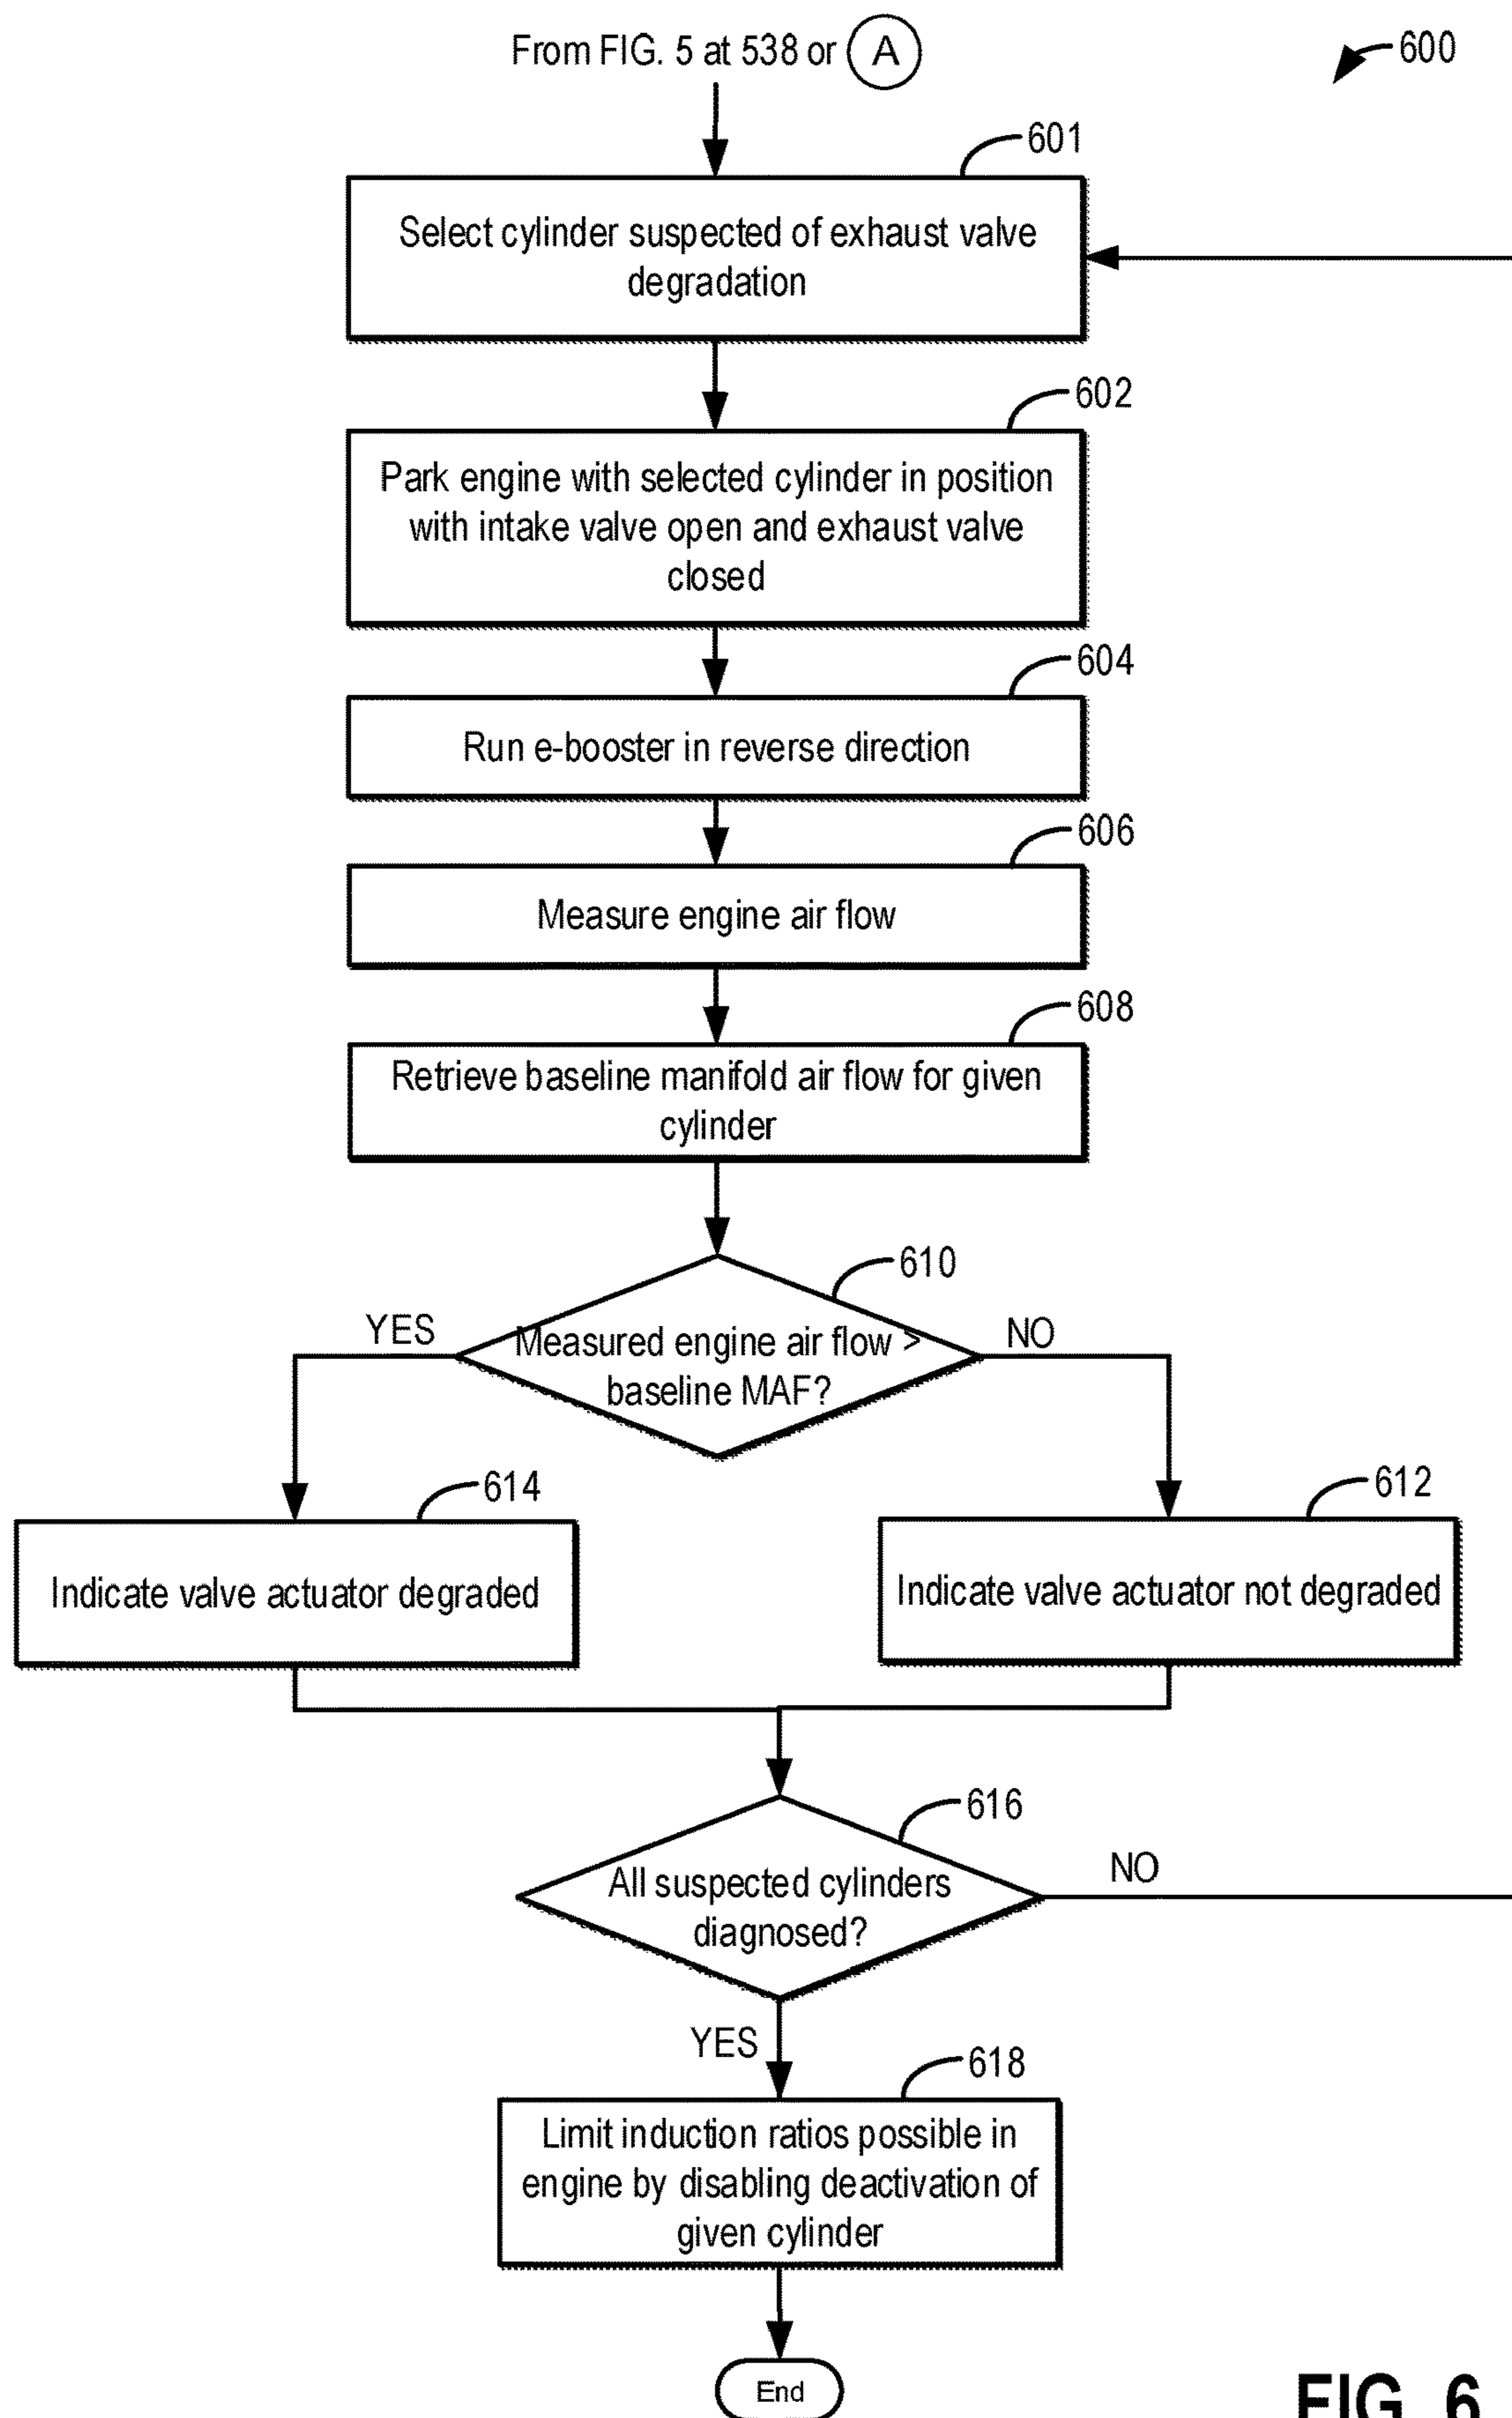 From FIG. 5 at 538 or A
600
601
Select cylinder suspected of exhaust valve
degradation
602
Park engine with selected cylinder in position
with intake valve open and exhaust valve
closed
604
Run e-booster in reverse direction
606
Measure engine air flow
608
Retrieve baseline manifold air flow for given
cylinder
610
YES
NO
Measured engine air flow >
baseline MAF?
614
612
Indicate valve actuator degraded
Indicate valve actuator not degraded
616
All suspected cylinders
diagnosed?
NO
YES
618
Limit induction ratios possible in
engine by disabling deactivation of
given cylinder
End
FIG. 6